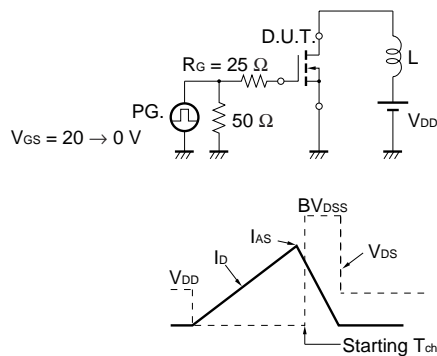 D.U.T.
L
RG = 25 Ω
PG.
50 Ω
VDD
VGS = 20 → 0 V
BVDSS
IAS
ID
VDS
VDD
Starting Tch